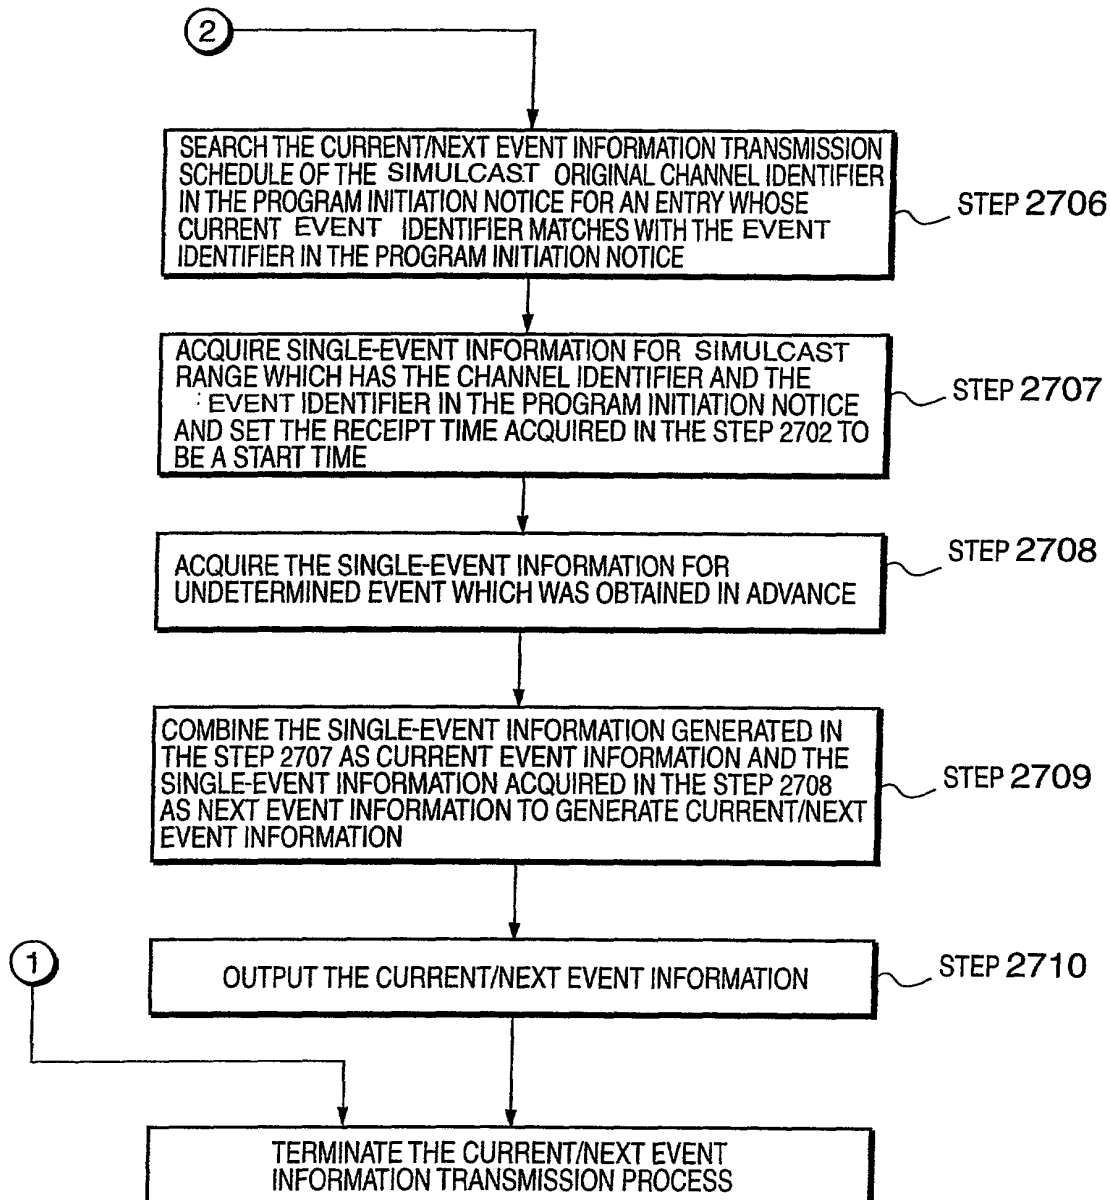 2
SEARCH THE CURRENT/NEXT EVENT INFORMATION TRANSMISSION
SCHEDULE OF THE SIMULCAST ORIGINAL CHANNEL IDENTIFIER
IN THE PROGRAM INITIATION NOTICE FOR AN ENTRY WHOSE
CURRENT EVENT IDENTIFIER MATCHES WITH THE EVENT
IDENTIFIER IN THE PROGRAM INITIATION NOTICE
STEP 2706
ACQUIRE SINGLE-EVENT INFORMATION FOR SIMULCAST
RANGE WHICH HAS THE CHANNEL IDENTIFIER AND THE
EVENT IDENTIFIER IN THE PROGRAM INITIATION NOTICE
AND SET THE RECEIPT TIME ACQUIRED IN THE STEP 2702 TO
BE A START TIME
STEP 2707
ACQUIRE THE SINGLE-EVENT INFORMATION FOR
UNDETERMINED EVENT WHICH WAS OBTAINED IN ADVANCE
STEP 2708
COMBINE THE SINGLE-EVENT INFORMATION GENERATED IN
THE STEP 2707 AS CURRENT EVENT INFORMATION AND THE
SINGLE-EVENT INFORMATION ACQUIRED IN THE STEP 2708
AS NEXT EVENT INFORMATION TO GENERATE CURRENT/NEXT
EVENT INFORMATION
STEP 2709
1
OUTPUT THE CURRENT/NEXT EVENT INFORMATION
STEP 2710
TERMINATE THE CURRENT/NEXT EVENT
INFORMATION TRANSMISSION PROCESS